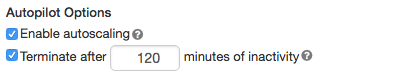 Autopilot Options
Enable autoscaling
Terminate after 120 minutes of inactivity